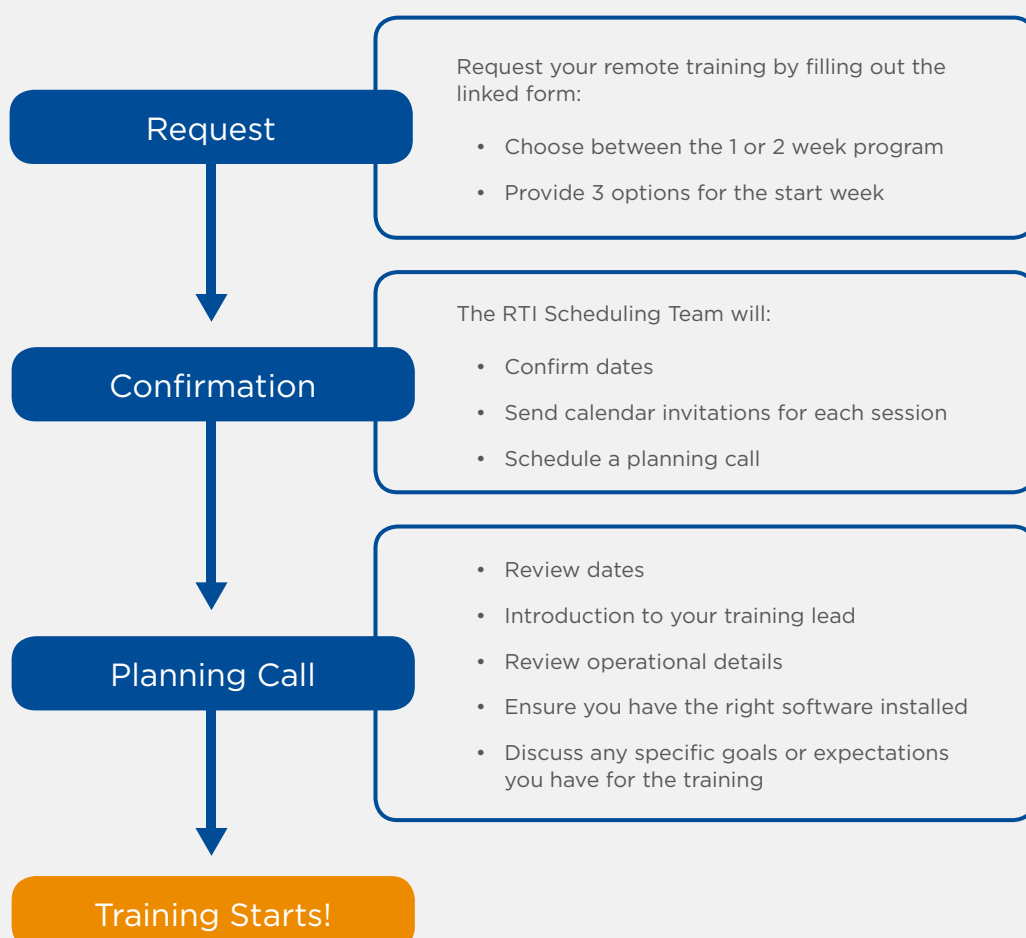 Request
Request your remote training by filling out the
linked form:
• Choose between the 1 or 2 week program
• Provide 3 options for the start week
Confirmation
The RTI Scheduling Team will:
• Confirm dates
• Send calendar invitations for each session
• Schedule a planning call
Planning Call
• Review dates
• Introduction to your training lead
• Review operational details
• Ensure you have the right software installed
• Discuss any specific goals or expectations
you have for the training
Training Starts!